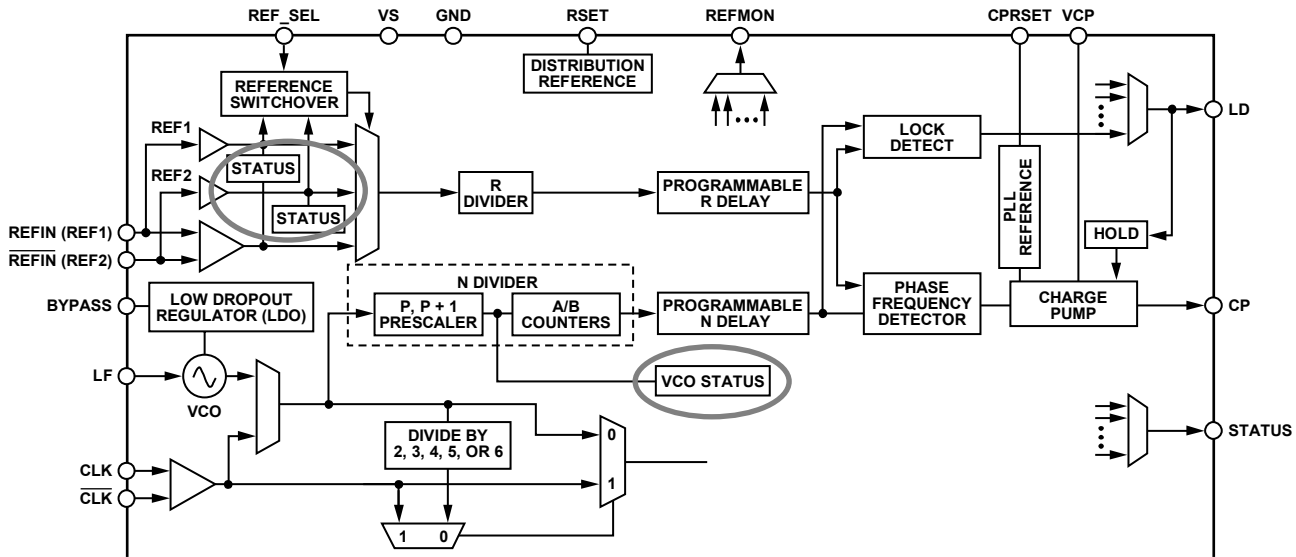 REF_SEL
VS
GND
RSET
REFMON
CPRSET
VCP
DISTRIBUTION
REFERENCE
REFERENCE
SWITCHOVER
REF1
STATUS
REF2
STATUS
REFIN (REF1)
REFIN (REF2)
BYPASS
LF
CLK
CLK
LOW DROPOUT
REGULATOR (LDO)
VCO
R
DIVIDER
PROGRAMMABLE
R DELAY
LOCK
DETECT
LD
PLL
REFERENCE
HOLD
N DIVIDER
P, P + 1
PRESCALER
A/B
COUNTERS
PROGRAMMABLE
N DELAY
PHASE
FREQUENCY
DETECTOR
CHARGE
PUMP
CP
VCO STATUS
DIVIDE BY
2, 3, 4, 5, OR 6
0
1
1 0
STATUS